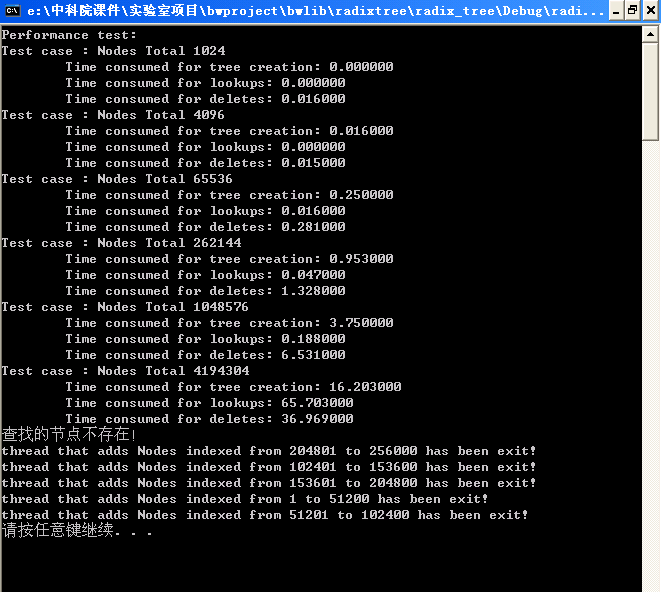 e:\中科院课件\实验室项目\bwproject\bwlib\radixtree\radix_tree\Debug\radi...
Performance test:
Test case : Nodes Total 1024
Time consumed for tree creation: 0.000000
Time consumed for lookups: 0.000000
Time consumed for deletes: 0.016000
Test case : Nodes Total 4096
Time consumed for tree creation: 0.016000
Time consumed for lookups: 0.000000
Time consumed for deletes: 0.015000
Test case : Nodes Total 65536
Time consumed for tree creation: 0.250000
Time consumed for lookups: 0.016000
Time consumed for deletes: 0.281000
Test case : Nodes Total 262144
Time consumed for tree creation: 0.953000
Time consumed for lookups: 0.047000
Time consumed for deletes: 1.328000
Test case : Nodes Total 1048576
Time consumed for tree creation: 3.750000
Time consumed for lookups: 0.188000
Time consumed for deletes: 6.531000
Test case : Nodes Total 4194304
Time consumed for tree creation: 16.203000
Time consumed for lookups: 65.703000
Time consumed for deletes: 36.969000
查找的节点不存在!
thread that adds Nodes indexed from 204801 to 256000 has been exit!
thread that adds Nodes indexed from 102401 to 153600 has been exit!
thread that adds Nodes indexed from 153601 to 204800 has been exit!
thread that adds Nodes indexed from 1 to 51200 has been exit!
thread that adds Nodes indexed from 51201 to 102400 has been exit!
请按任意键继续. . .